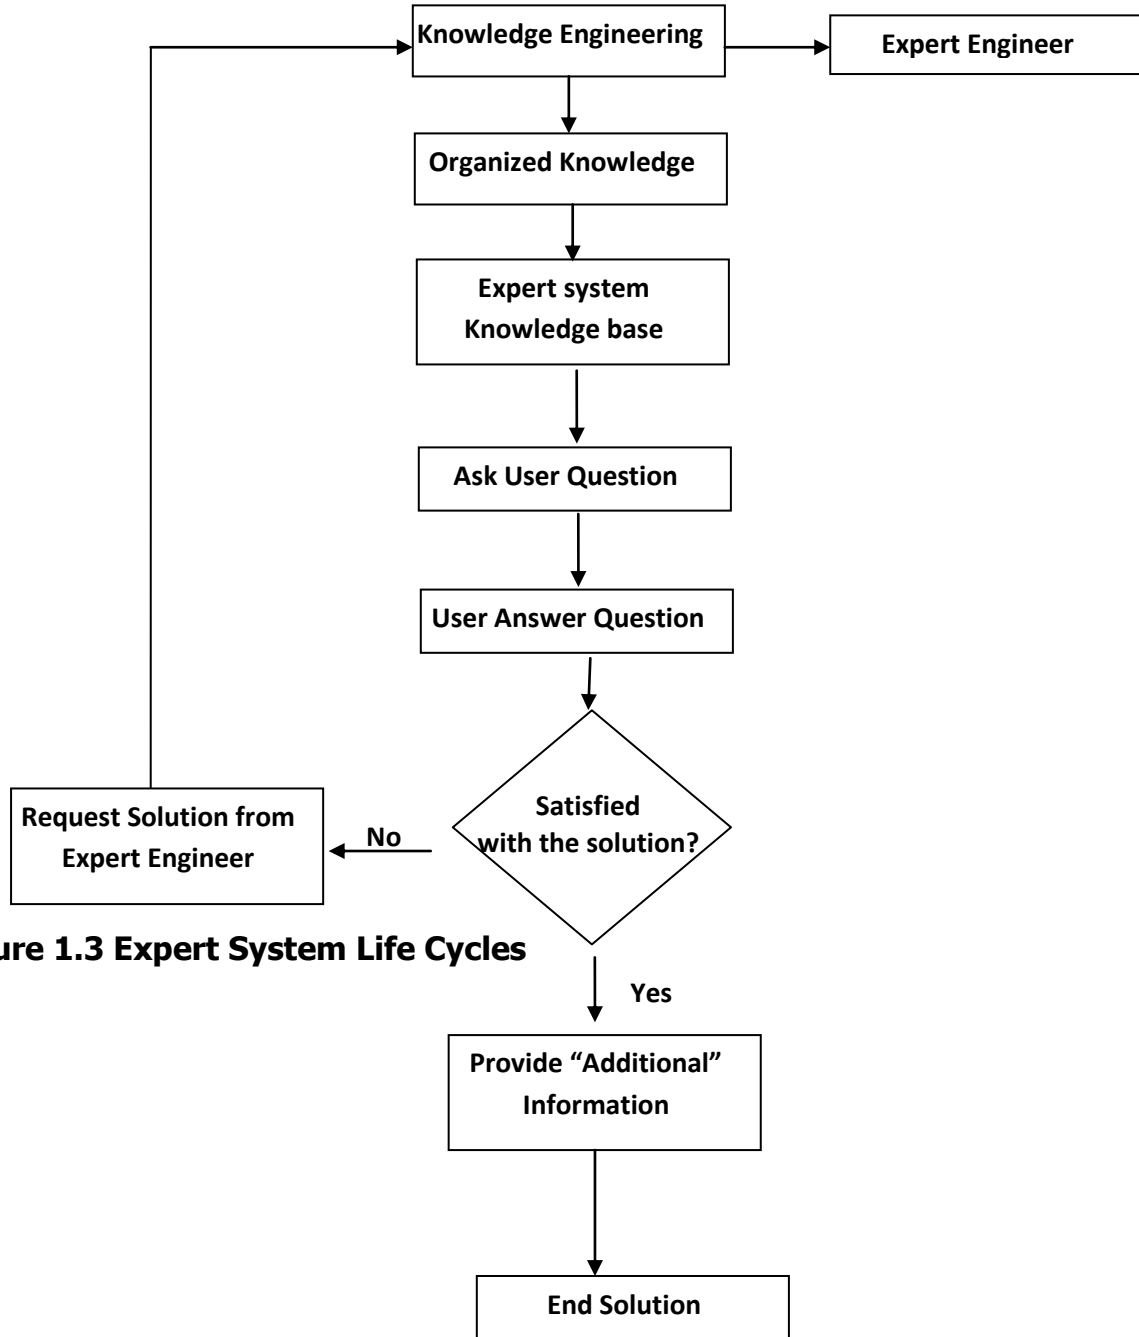 Knowledge Engineering
Expert Engineer
Organized Knowledge
Expert system
Knowledge base
Ask User Question
User Answer Question
Satisfied
with the solution?
No
Request Solution from
Expert Engineer
ure 1.3 Expert System Life Cycles
Yes
Provide “Additional”
Information
End Solution